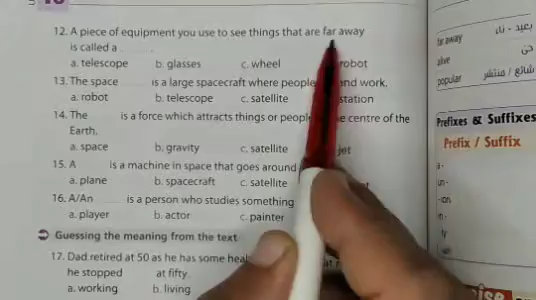 12. A piece of equipment you use to see things that are far away
is called a ........
a. telescope b. glasses c. wheel robot
13. The space ........ is a large spacecraft where people and work.
a. robot b. telescope c. satellite station
14. The ........ is a force which attracts things or people centre of the
Earth.
a. space b. gravity c. satellite jet
15. A ........ is a machine in space that goes around
a. plane b. spacecraft c. satellite
16. A/An ........ is a person who studies something
a. player b. actor c. painter
Guessing the meaning from the text
17. Dad retired at 50 as he has some
he stopped ........ at fifty.
a. working b. living
far away بعيد - ناء
alive حى
popular شائع / منتشر
Prefixes & Suffixes
Prefix / Suffix
un-